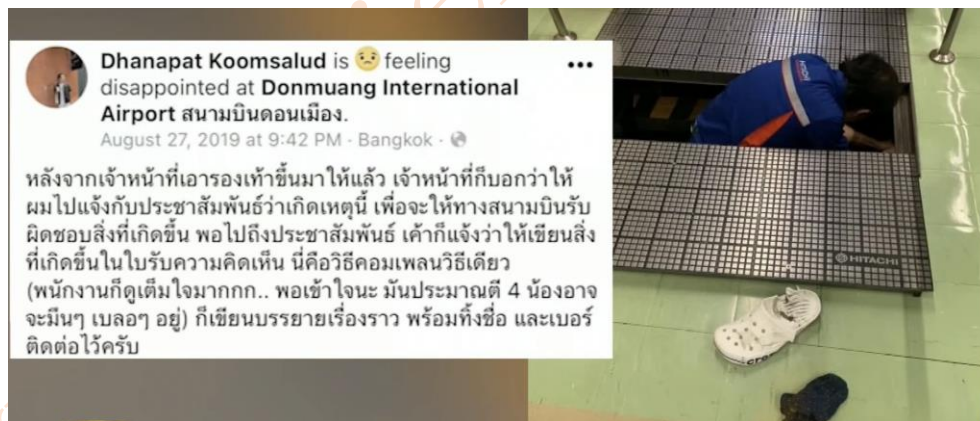 Dhanapat Koomsalud is 😟 feeling
disappointed at Donmuang International
Airport สนามบินดอนเมือง.
August 27, 2019 at 9:42 PM · Bangkok ·
หลังจากเจ้าหน้าที่เอารองเท้าขึ้นมาให้แล้ว เจ้าหน้าที่ก็บอกว่าให้
ผมไปแจ้งกับประชาสัมพันธ์ว่าเกิดเหตุนี้ เพื่อจะให้ทางสนามบินรับ
ผิดชอบสิ่งที่เกิดขึ้น พอไปถึงประชาสัมพันธ์ เค้าก็แจ้งว่าให้เขียนสิ่ง
ที่เกิดขึ้นในใบรับความคิดเห็น นี่คือวิธีคอมเพลนวิธีเดียว
(พนักงานก็ดูเต็มใจมากกก.. พอเข้าใจนะ มันประมาณตี 4 น้องอาจ
จะมึนๆ เบลอๆ อยู่) ก็เขียนบรรยายเรื่องราว พร้อมทิ้งชื่อ และเบอร์
ติดต่อไว้ครับ
HITACHI
HITACHI
crocs